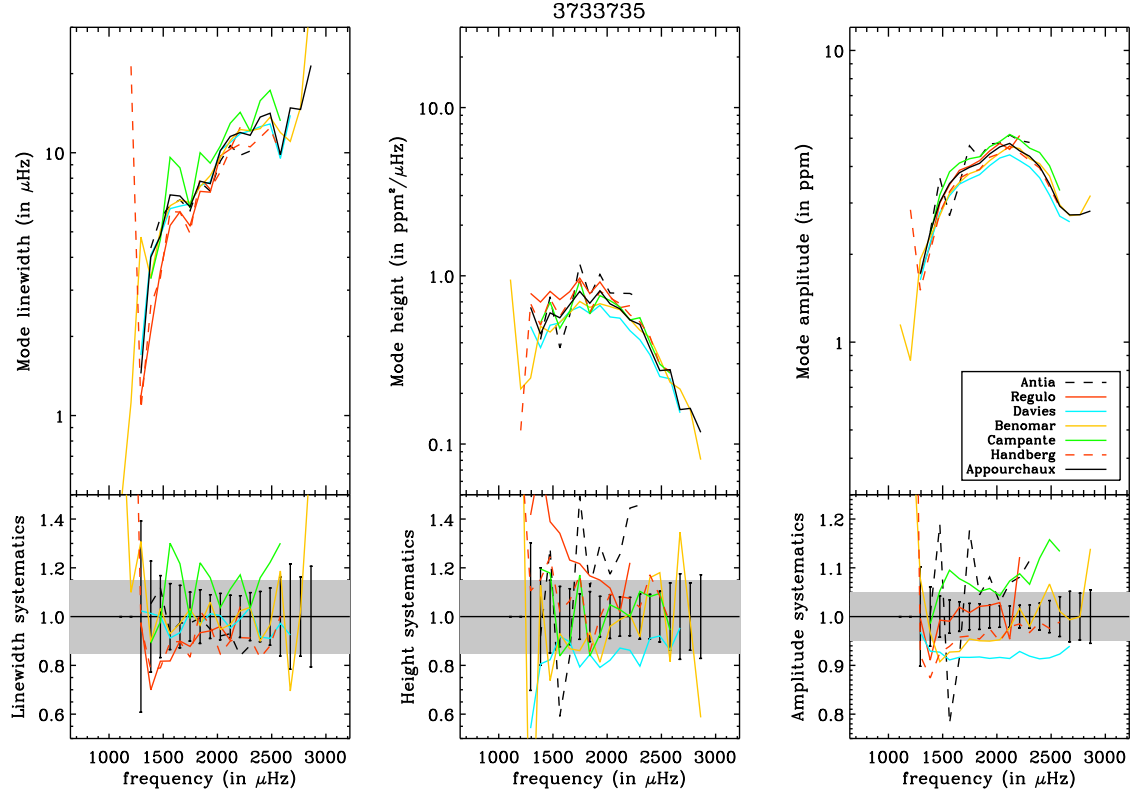 3733735
Mode linewidth (in μHz)
10
1
Mode height (in ppm²/μHz)
10.0
1.0
0.1
Mode amplitude (in ppm)
10
1
Antia
Regulo
Davies
Benomar
Campante
Handberg
Appourchaux
Linewidth systematics
1.4
1.2
1.0
0.8
0.6
1000 1500 2000 2500 3000
frequency (in μHz)
Height systematics
1.4
1.2
1.0
0.8
0.6
1000 1500 2000 2500 3000
frequency (in μHz)
Amplitude systematics
1.2
1.1
1.0
0.9
0.8
1000 1500 2000 2500 3000
frequency (in μHz)